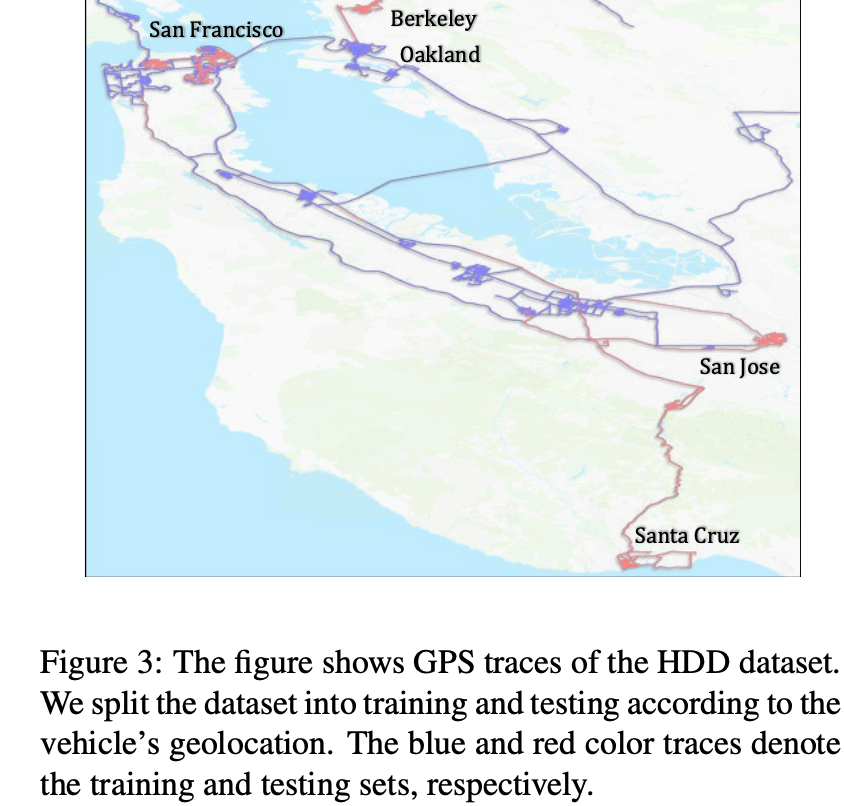 San Francisco
Berkeley
Oakland
San Jose
Santa Cruz
Figure 3: The figure shows GPS traces of the HDD dataset.
We split the dataset into training and testing according to the
vehicle’s geolocation. The blue and red color traces denote
the training and testing sets, respectively.